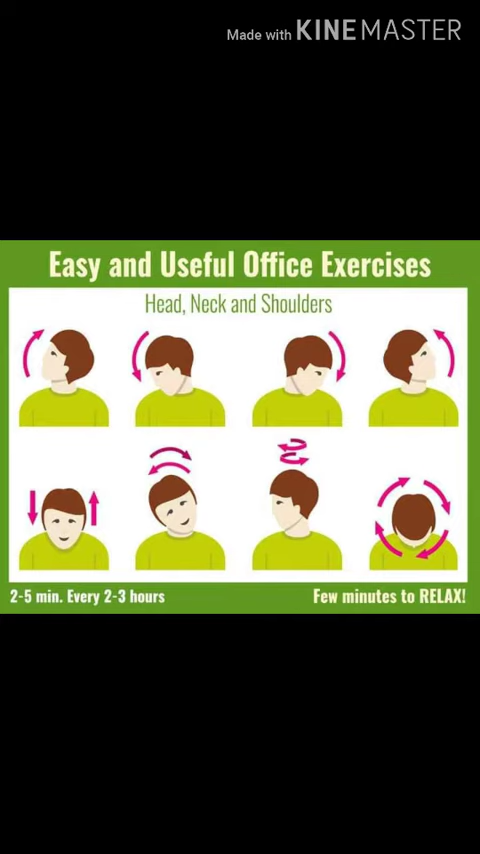 Made with KINEMASTER
Easy and Useful Office Exercises
Head, Neck and Shoulders
2-5 min. Every 2-3 hours
Few minutes to RELAX!